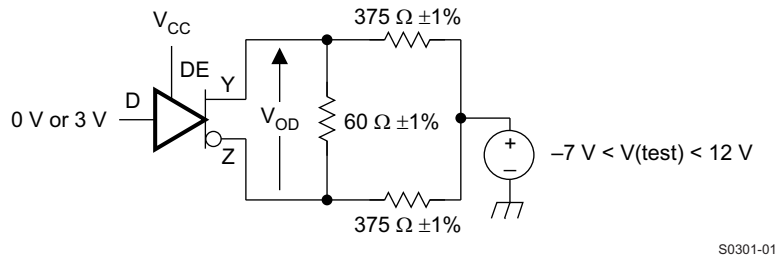 375 Ω ±1%
V_CC
DE
Y
D
V_OD
0 V or 3 V
60 Ω ±1%
Z
+
–
–7 V < V(test) < 12 V
375 Ω ±1%
S0301-01